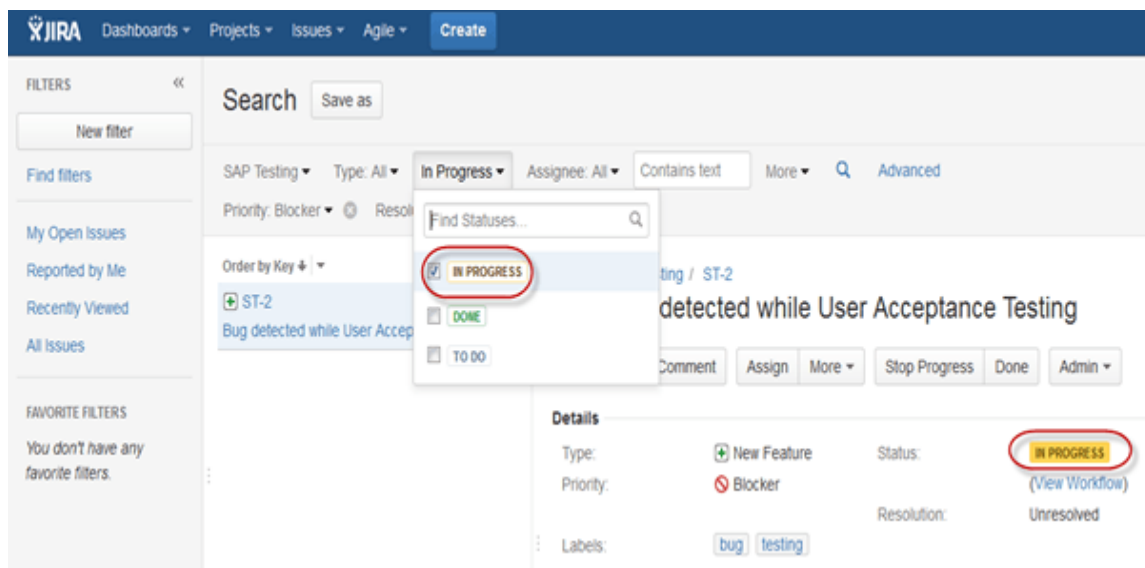 JIRA Dashboards Projects Issues Agile Create
FILTERS
New filter
Find filters
My Open Issues
Reported by Me
Recently Viewed
All Issues
FAVORITE FILTERS
You don't have any
favorite filters.
Search Save as
SAP Testing Type: All In Progress Assignee: All Contains text More Advanced
Priority: Blocker
Find Statuses...
IN PROGRESS
DONE
TO DO
Order by Key
ST-2
Bug detected while User Accep
/ ST-2
detected while User Acceptance Testing
Comment Assign More Stop Progress Done Admin
Details
Type: New Feature Status: IN PROGRESS
(View Workflow)
Priority: Blocker
Resolution: Unresolved
Labels: bug testing